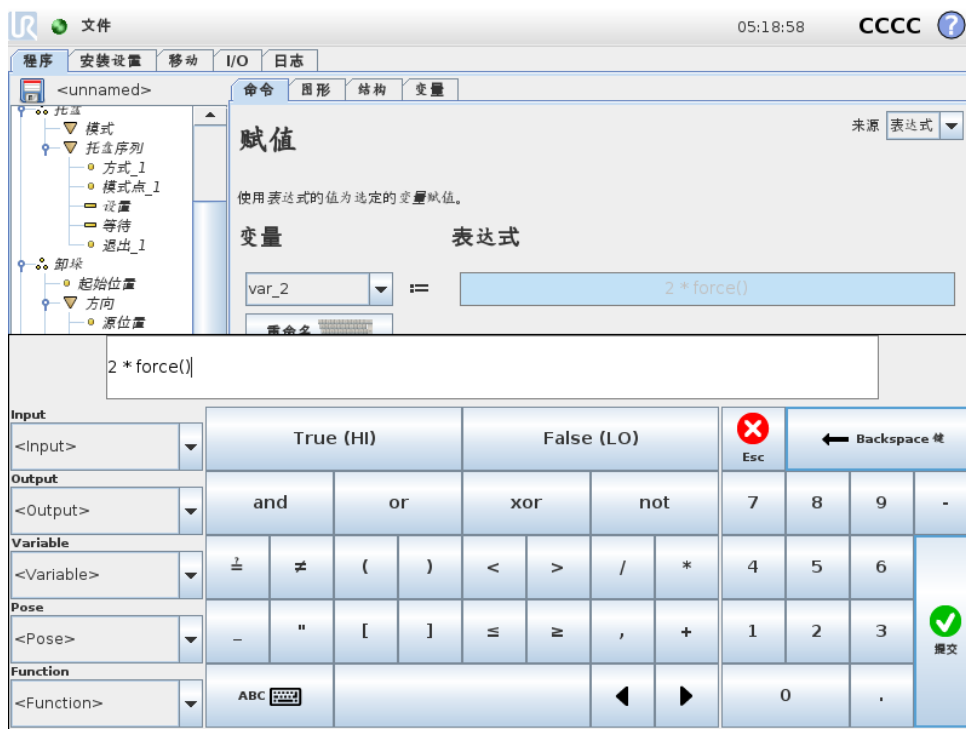 UR 文件 05:18:58 CCCC ?
程序 安装设置 移动 I/O 日志
<unnamed> 命令 图形 结构 变量
托盘
模式
托盘序列
方式_1
模式点_1
设置
等待
退出_1
卸垛
起始位置
方向
源位置
赋值 来源 表达式
使用表达式的值为选定的变量赋值。
变量 表达式
var_2 := 2 * force()
重命名
2 * force()
Input
<Input> True (HI) False (LO) Esc Backspace 键
Output
<Output> and or xor not 7 8 9 -
Variable
<Variable> ≟ ≠ ( ) < > / * 4 5 6
Pose
<Pose> _ " [ ] ≤ ≥ , + 1 2 3 提交
Function
<Function> ABC 0 .